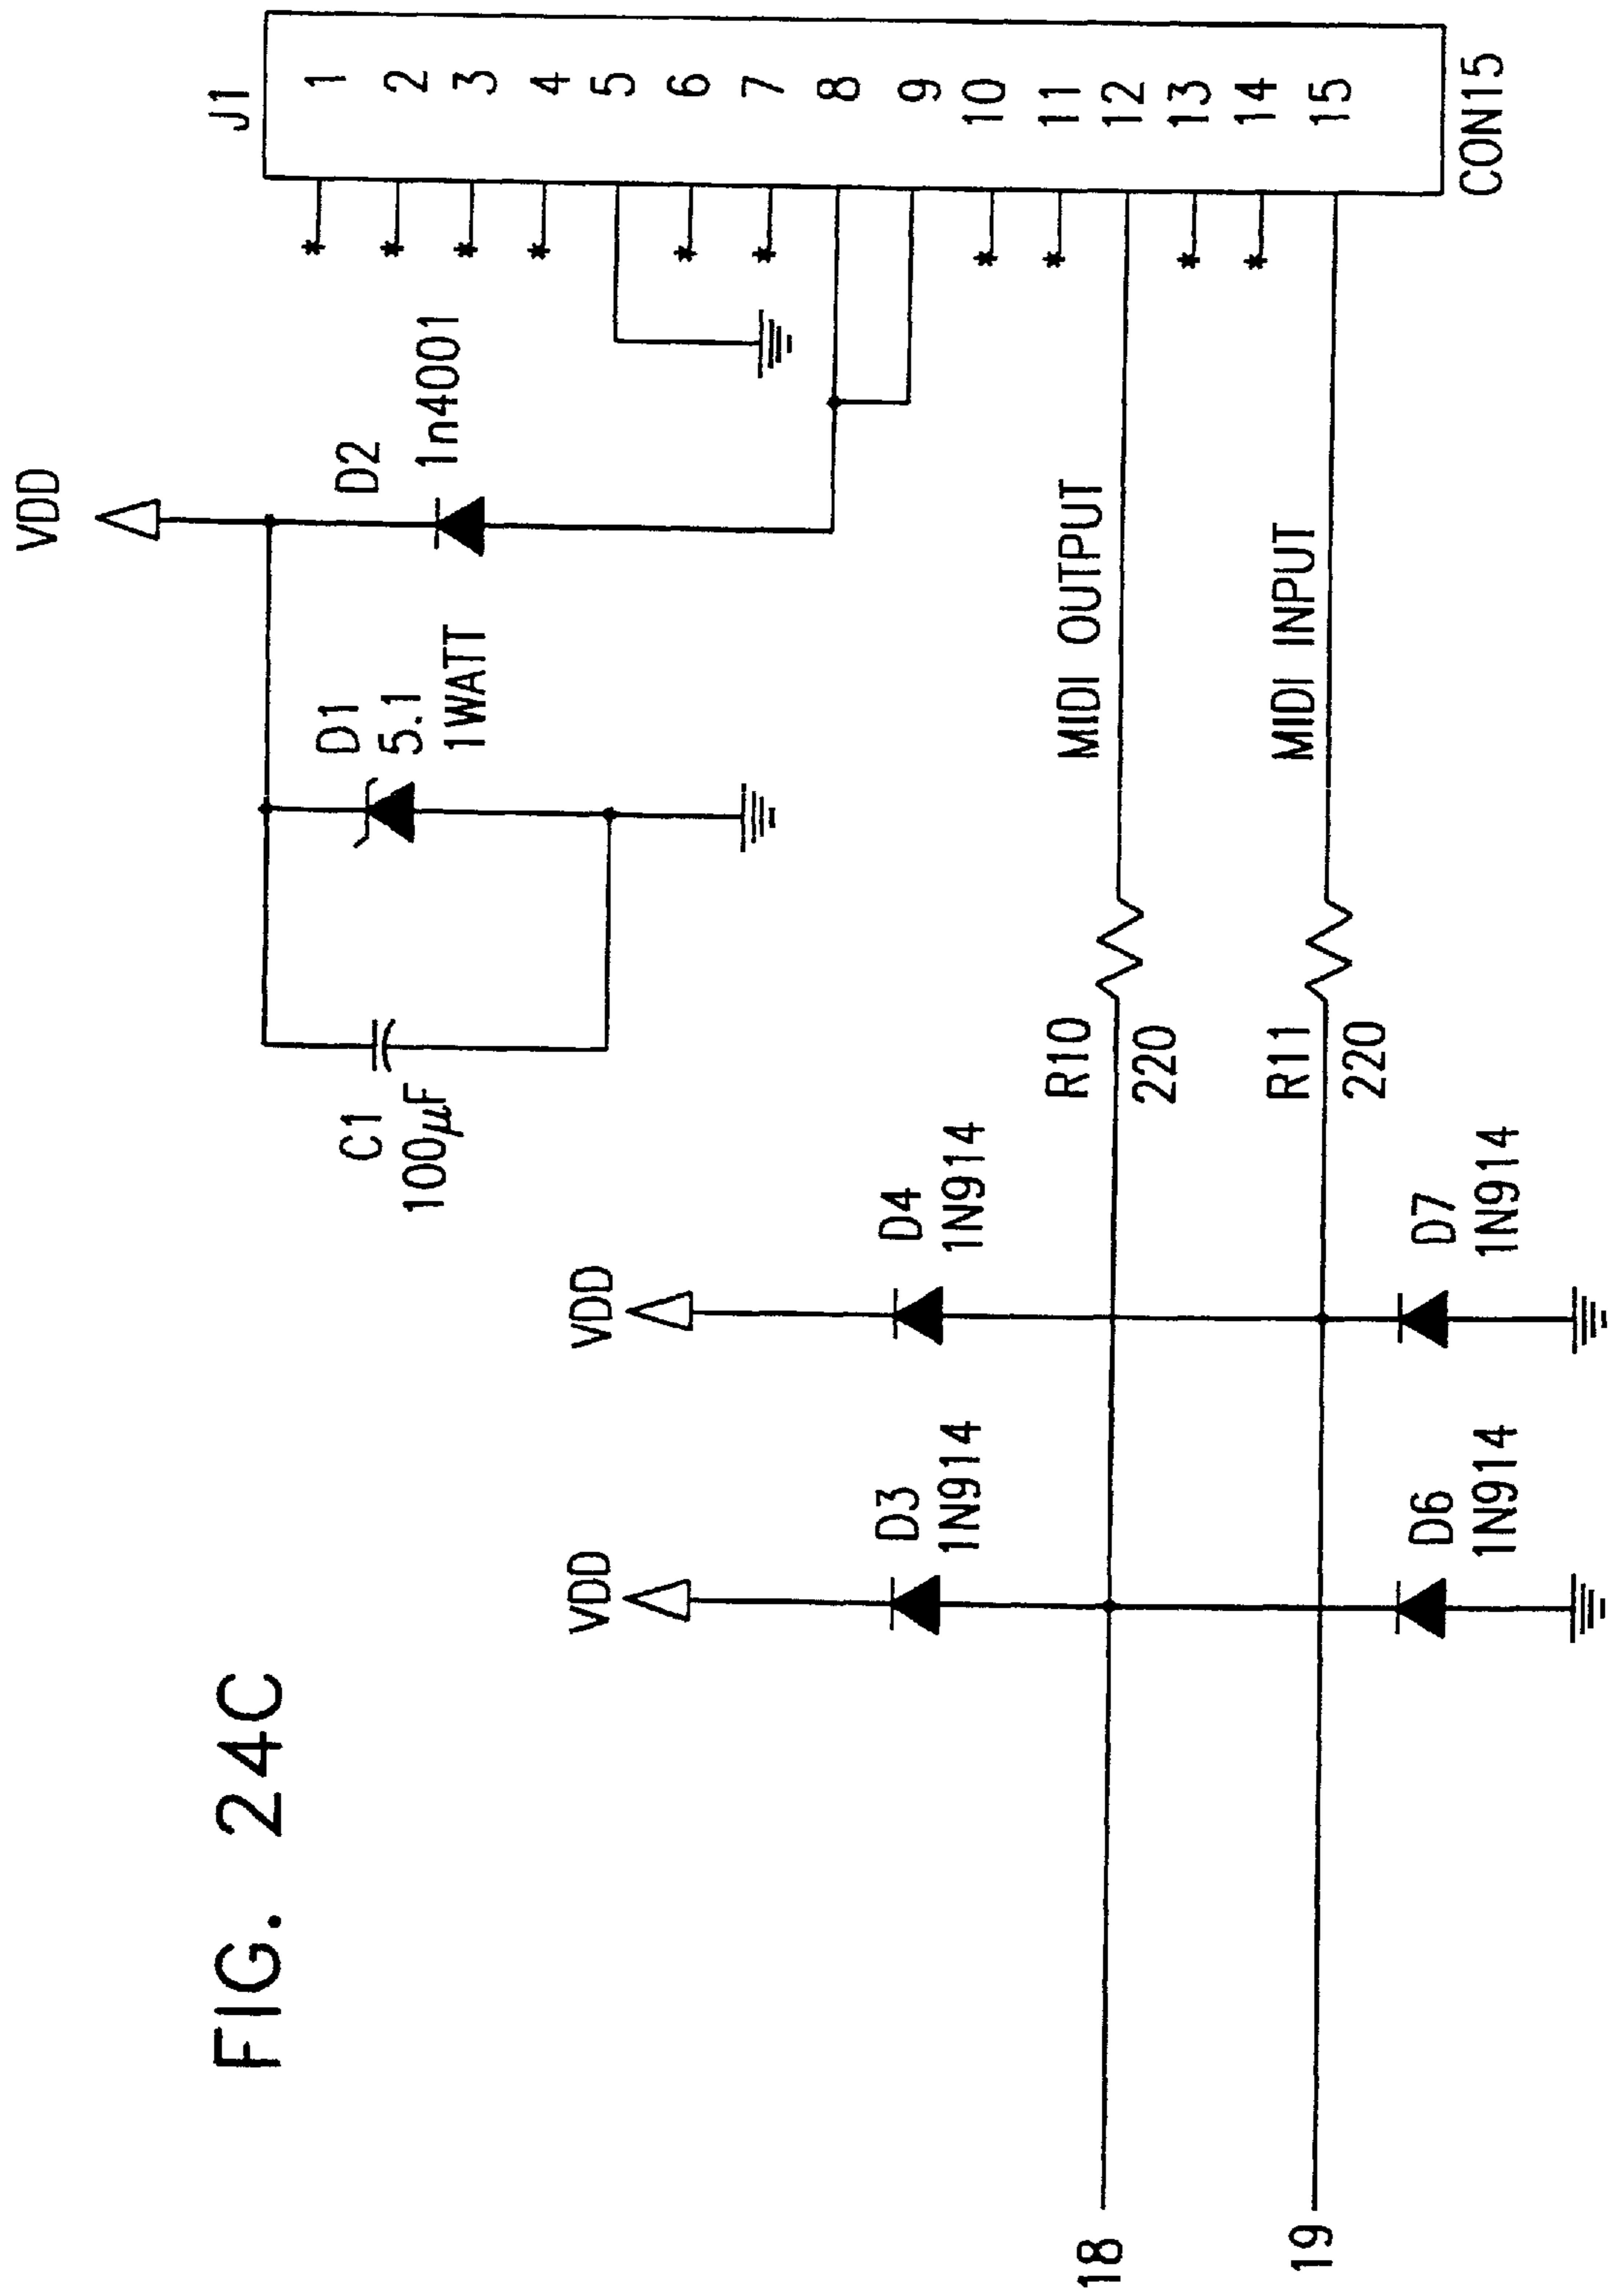 FIG. 24C
VDD
J1
1
2
3
4
5
6
7
8
9
10
11
12
13
14
15
CON15
*
*
*
*
*
*
*
*
*
*
D2
1n4001
D1
5.1
1WATT
C1
100µF
MIDI OUTPUT
MIDI INPUT
R10
220
R11
220
VDD
D4
1N914
D7
1N914
VDD
D3
1N914
D6
1N914
18
19